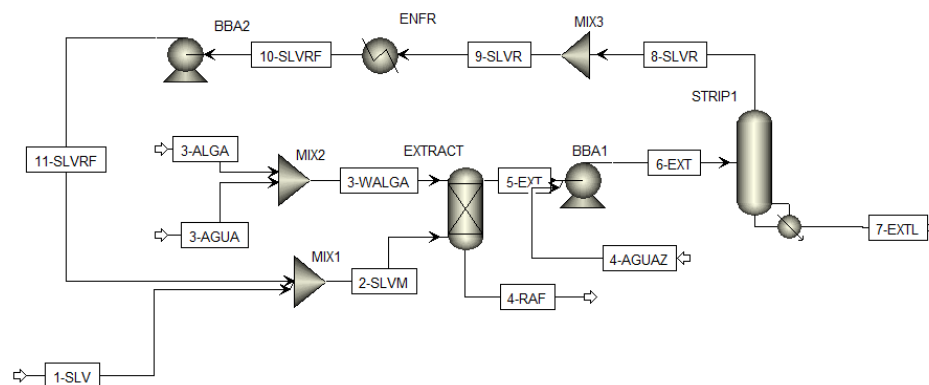 BBA2
ENFR
MIX3
10-SLVRF
9-SLVR
8-SLVR
STRIP1
11-SLVRF
3-ALGA
MIX2
EXTRACT
BBA1
3-WALGA
5-EXT
6-EXT
3-AGUA
MIX1
7-EXTL
2-SLVM
4-AGUAZ
4-RAF
1-SLV